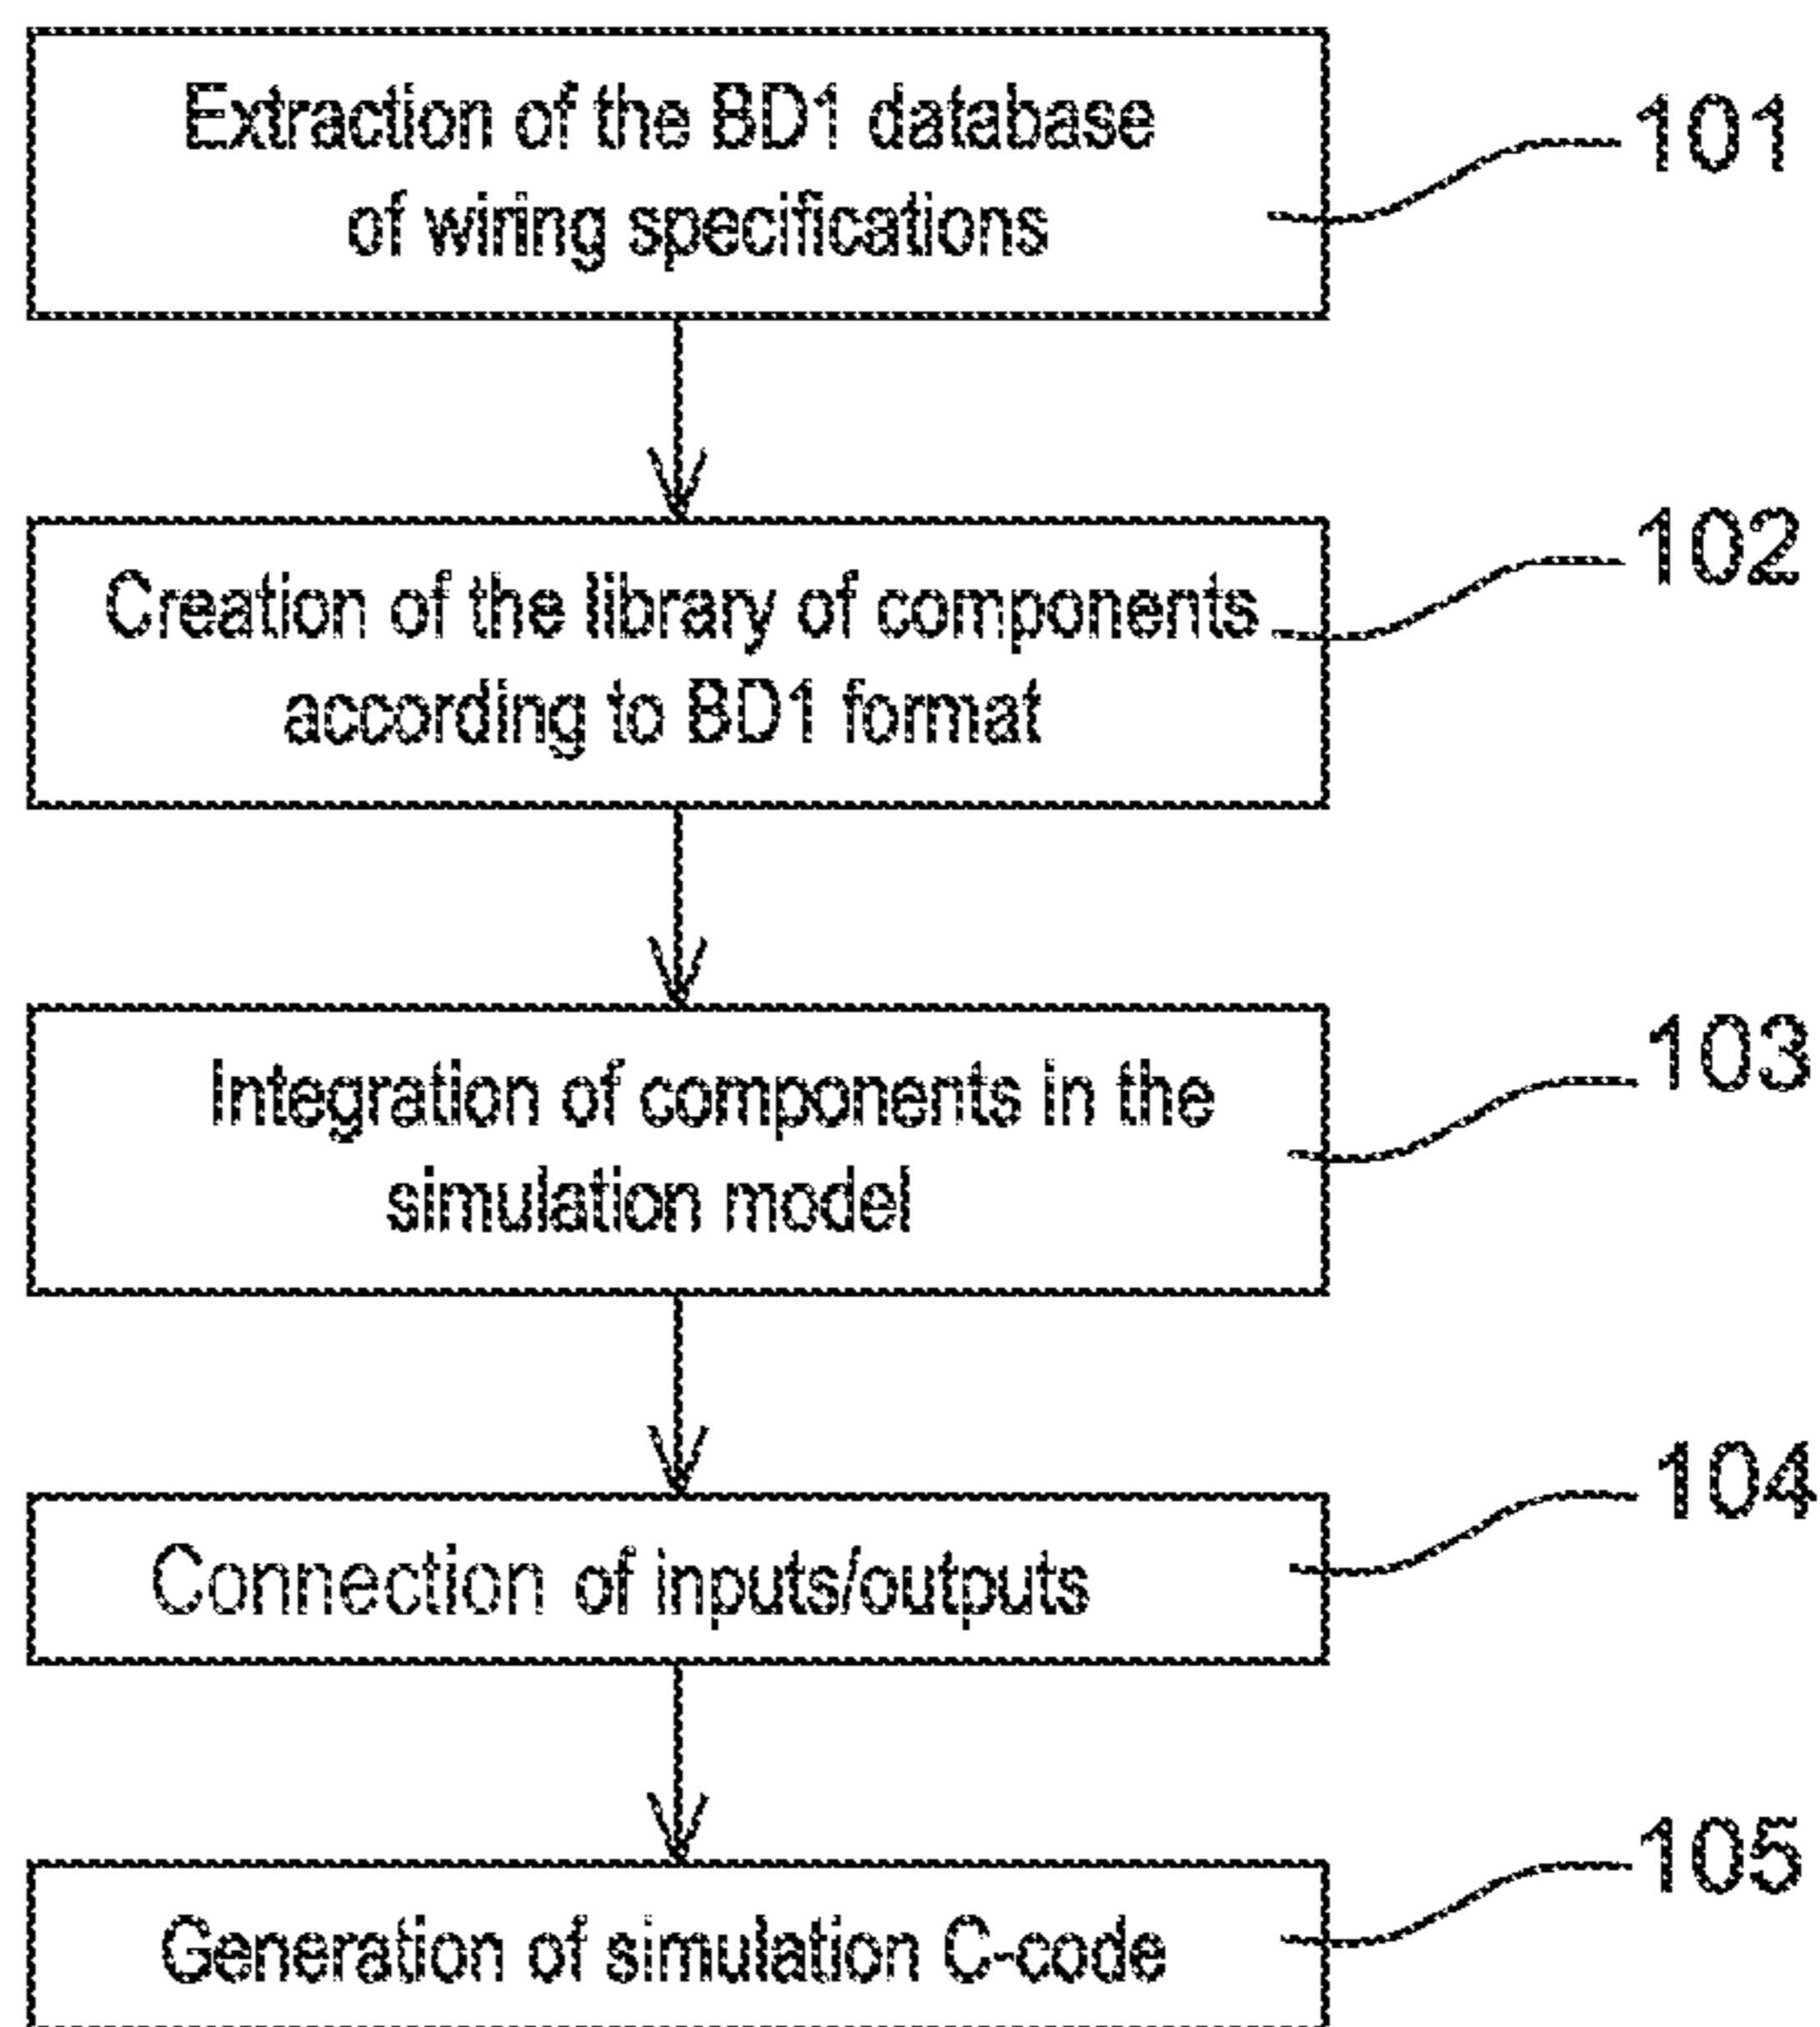 Extraction of the BD1 database
of wiring specifications
101
Creation of the library of components
according to BD1 format
102
Integration of components in the
simulation model
103
Connection of inputs/outputs
104
Generation of simulation C-code
105